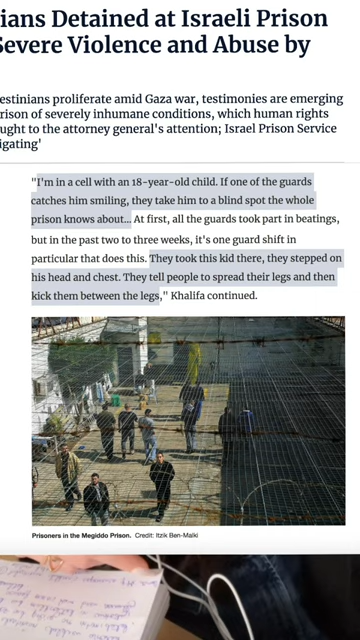 ians Detained at Israeli Prison
Severe Violence and Abuse by
estinians proliferate amid Gaza war, testimonies are emerging
rison of severely inhumane conditions, which human rights
ught to the attorney general's attention; Israel Prison Service
igating'
"I'm in a cell with an 18-year-old child. If one of the guards
catches him smiling, they take him to a blind spot the whole
prison knows about... At first, all the guards took part in beatings,
but in the past two to three weeks, it's one guard shift in
particular that does this. They took this kid there, they stepped on
his head and chest. They tell people to spread their legs and then
kick them between the legs," Khalifa continued.
Prisoners in the Megiddo Prison. Credit: Itzik Ben-Malki